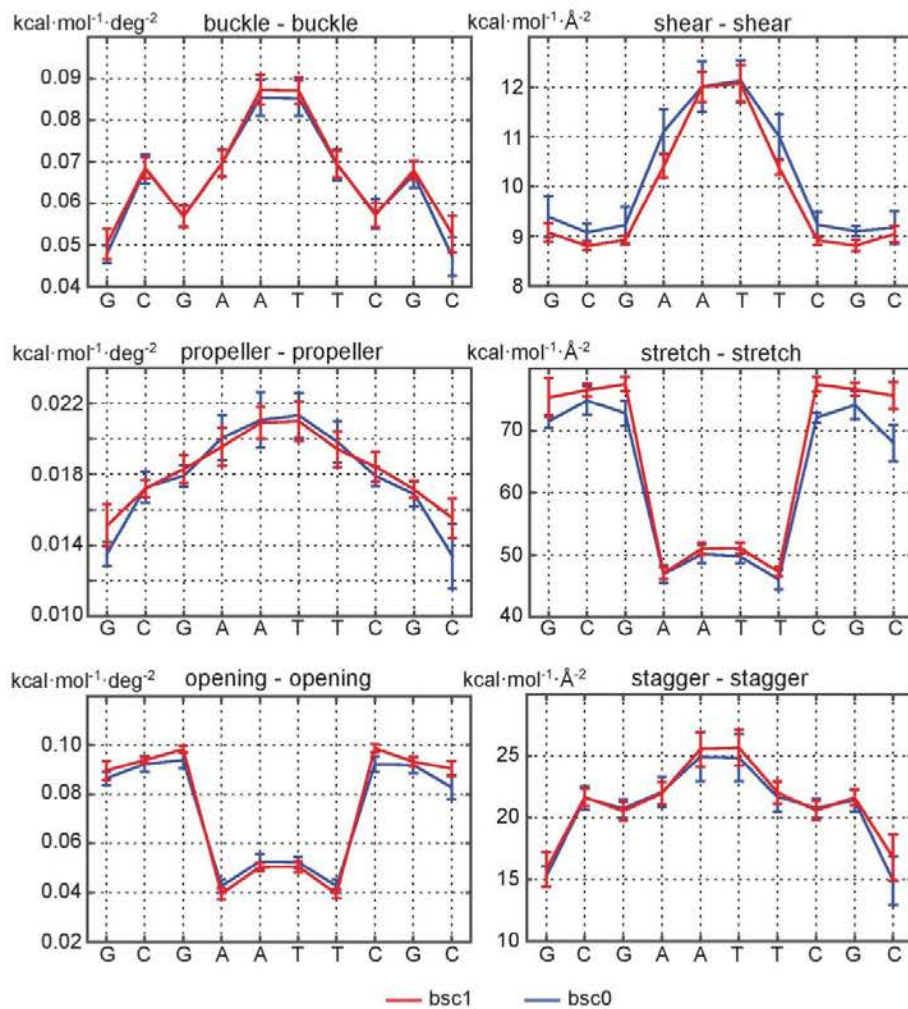 kcal·mol⁻¹·deg⁻² buckle - buckle
0.09
0.08
0.07
0.06
0.05
0.04
G C G A A T T C G C
kcal·mol⁻¹·Å⁻² shear - shear
12
11
10
9
8
G C G A A T T C G C
kcal·mol⁻¹·deg⁻² propeller - propeller
0.022
0.018
0.014
0.010
G C G A A T T C G C
kcal·mol⁻¹·Å⁻² stretch - stretch
70
60
50
40
G C G A A T T C G C
kcal·mol⁻¹·deg⁻² opening - opening
0.10
0.08
0.06
0.04
0.02
G C G A A T T C G C
kcal·mol⁻¹·Å⁻² stagger - stagger
25
20
15
10
G C G A A T T C G C
bsc1 bsc0